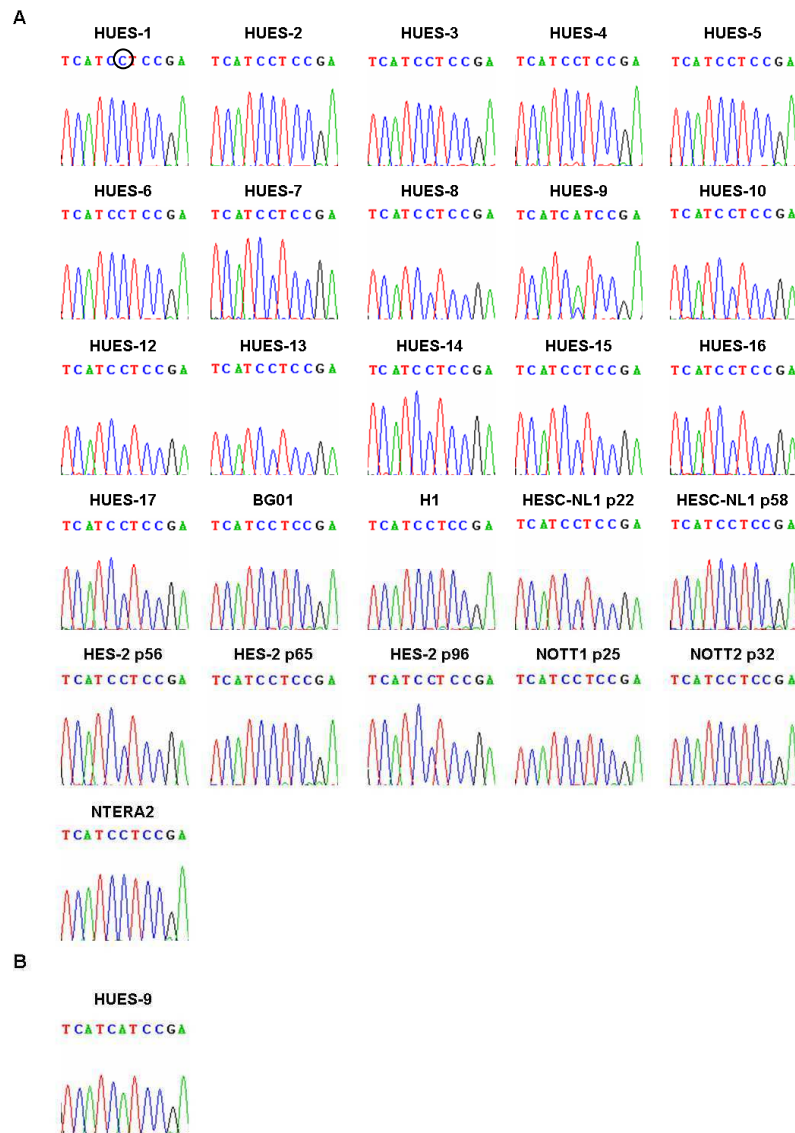 A
HUES-1 HUES-2 HUES-3 HUES-4 HUES-5
TCATCCTCCGA TCATCCTCCGA TCATCCTCCGA TCATCCTCCGA TCATCCTCCGA
HUES-6 HUES-7 HUES-8 HUES-9 HUES-10
TCATCCTCCGA TCATCCTCCGA TCATCCTCCGA TCATCATCCGA TCATCCTCCGA
HUES-12 HUES-13 HUES-14 HUES-15 HUES-16
TCATCCTCCGA TCATCCTCCGA TCATCCTCCGA TCATCCTCCGA TCATCCTCCGA
HUES-17 BG01 H1 HESC-NL1 p22 HESC-NL1 p58
TCATCCTCCGA TCATCCTCCGA TCATCCTCCGA TCATCCTCCGA TCATCCTCCGA
HES-2 p56 HES-2 p65 HES-2 p96 NOTT1 p25 NOTT2 p32
TCATCCTCCGA TCATCCTCCGA TCATCCTCCGA TCATCCTCCGA TCATCCTCCGA
NTERA2
TCATCCTCCGA
B
HUES-9
TCATCATCCGA